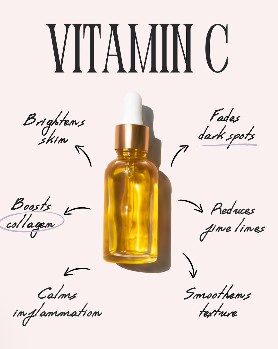 VITAMIN C
Brightens
skin
Fades
dark spots
Boosts
collagen
Reduces
fine lines
Calms
inflammation
Smoothens
texture